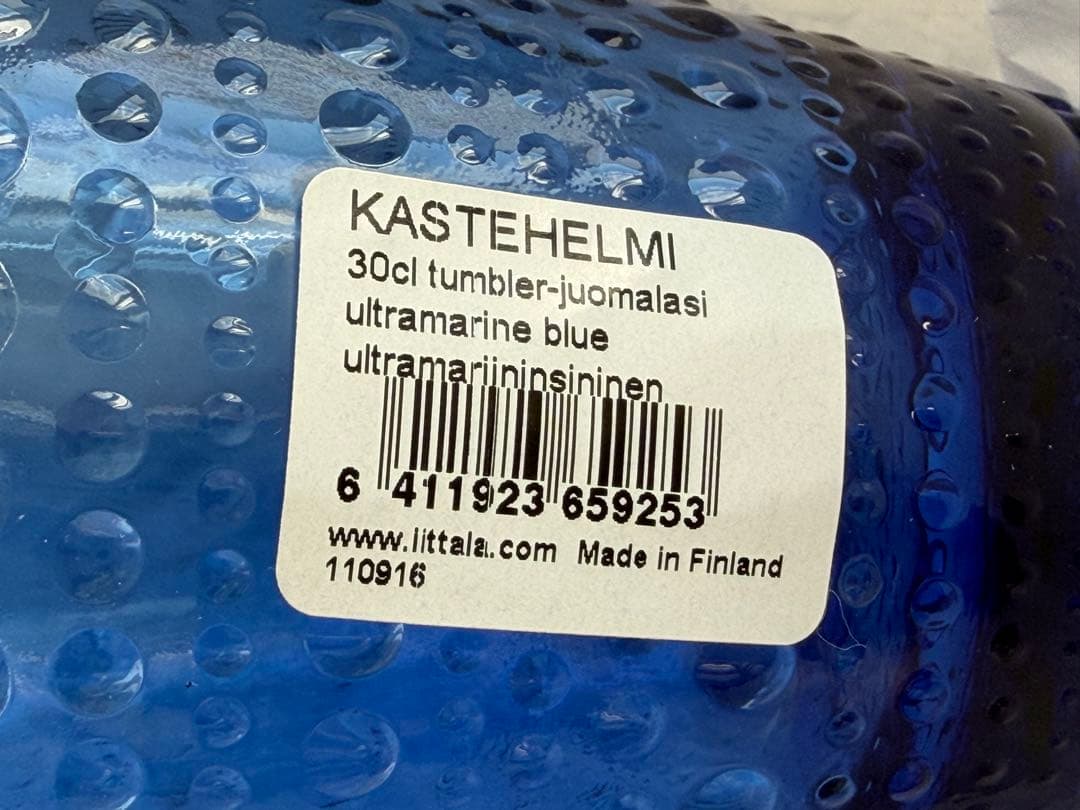 KASTEHELMI
30cl tumbler-juomalasi
ultramarine blue
ultramariininsininen
6 411923 659253
www.iittala.com Made in Finland
110916